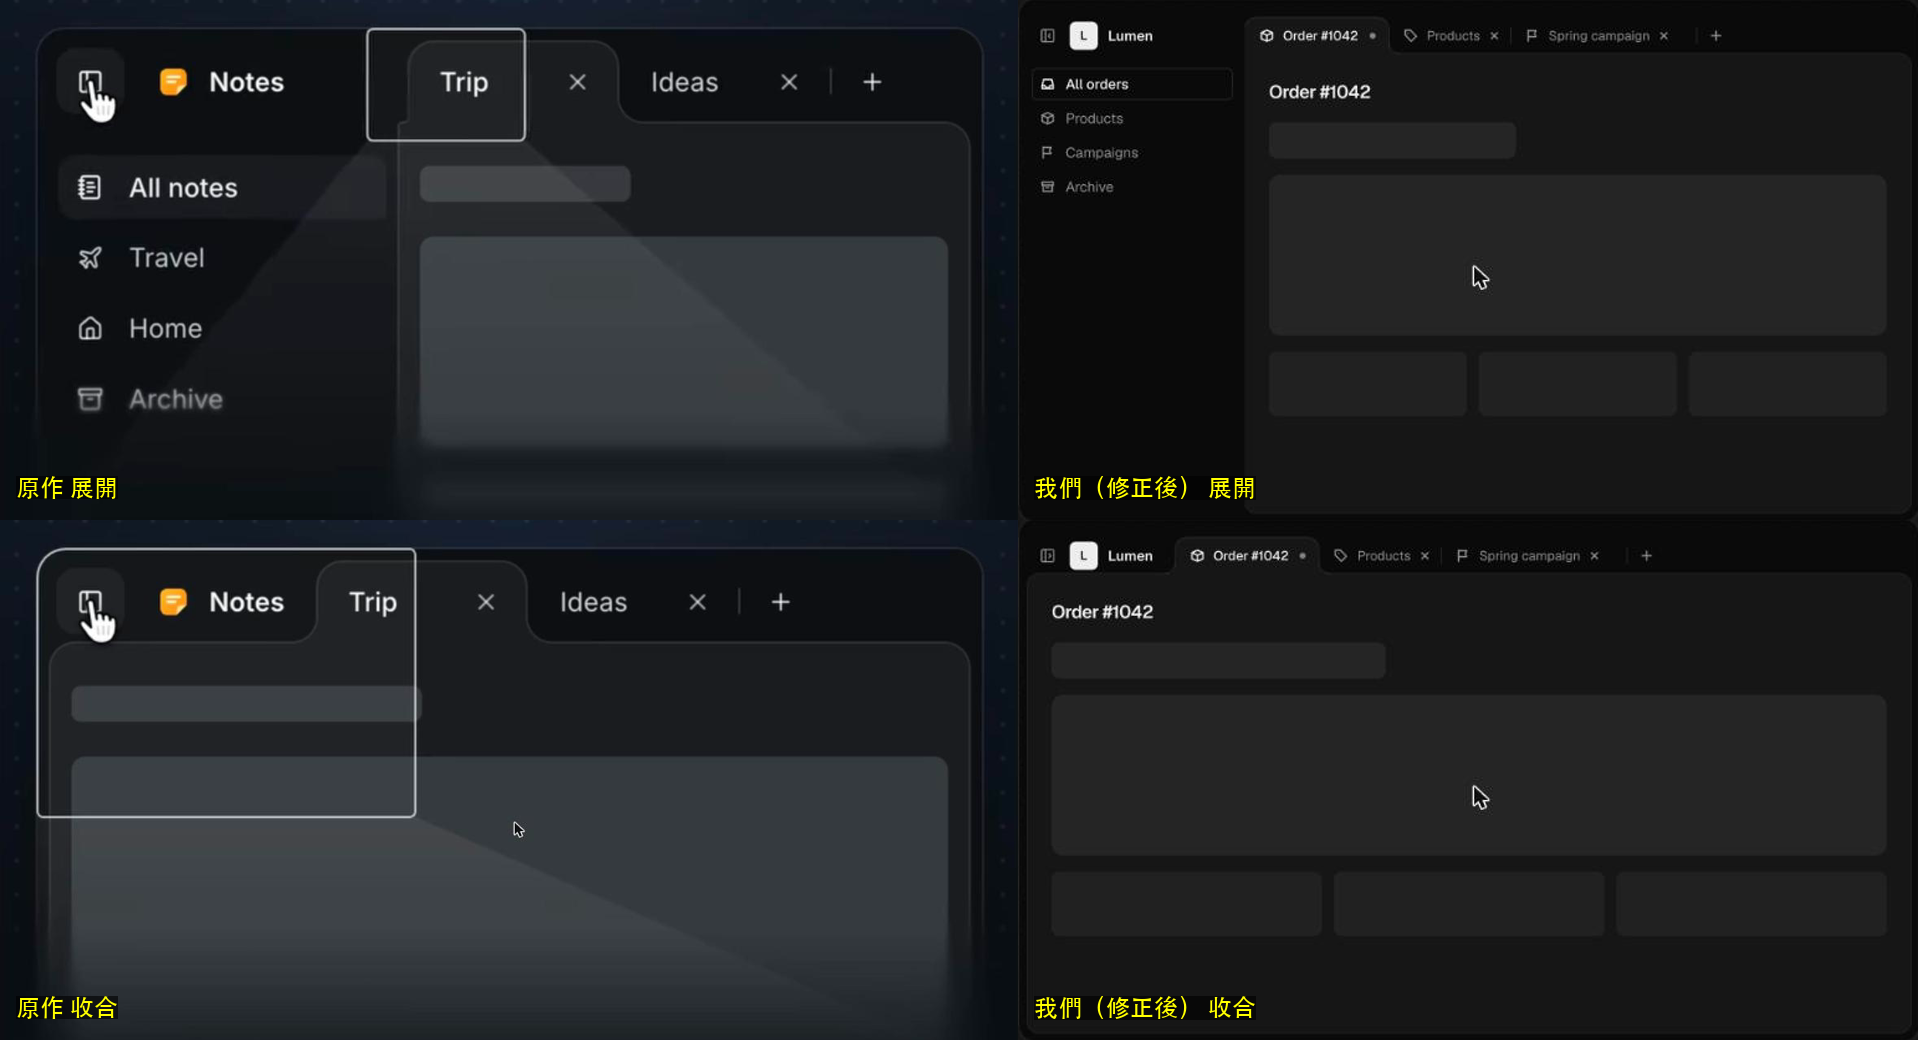 Notes
Trip
Ideas
All notes
Travel
Home
Archive
原作 展開
L Lumen
Order #1042
Products
Spring campaign
All orders
Products
Campaigns
Archive
Order #1042
我們（修正後） 展開
Notes
Trip
Ideas
原作 收合
L Lumen
Order #1042
Products
Spring campaign
Order #1042
我們（修正後） 收合